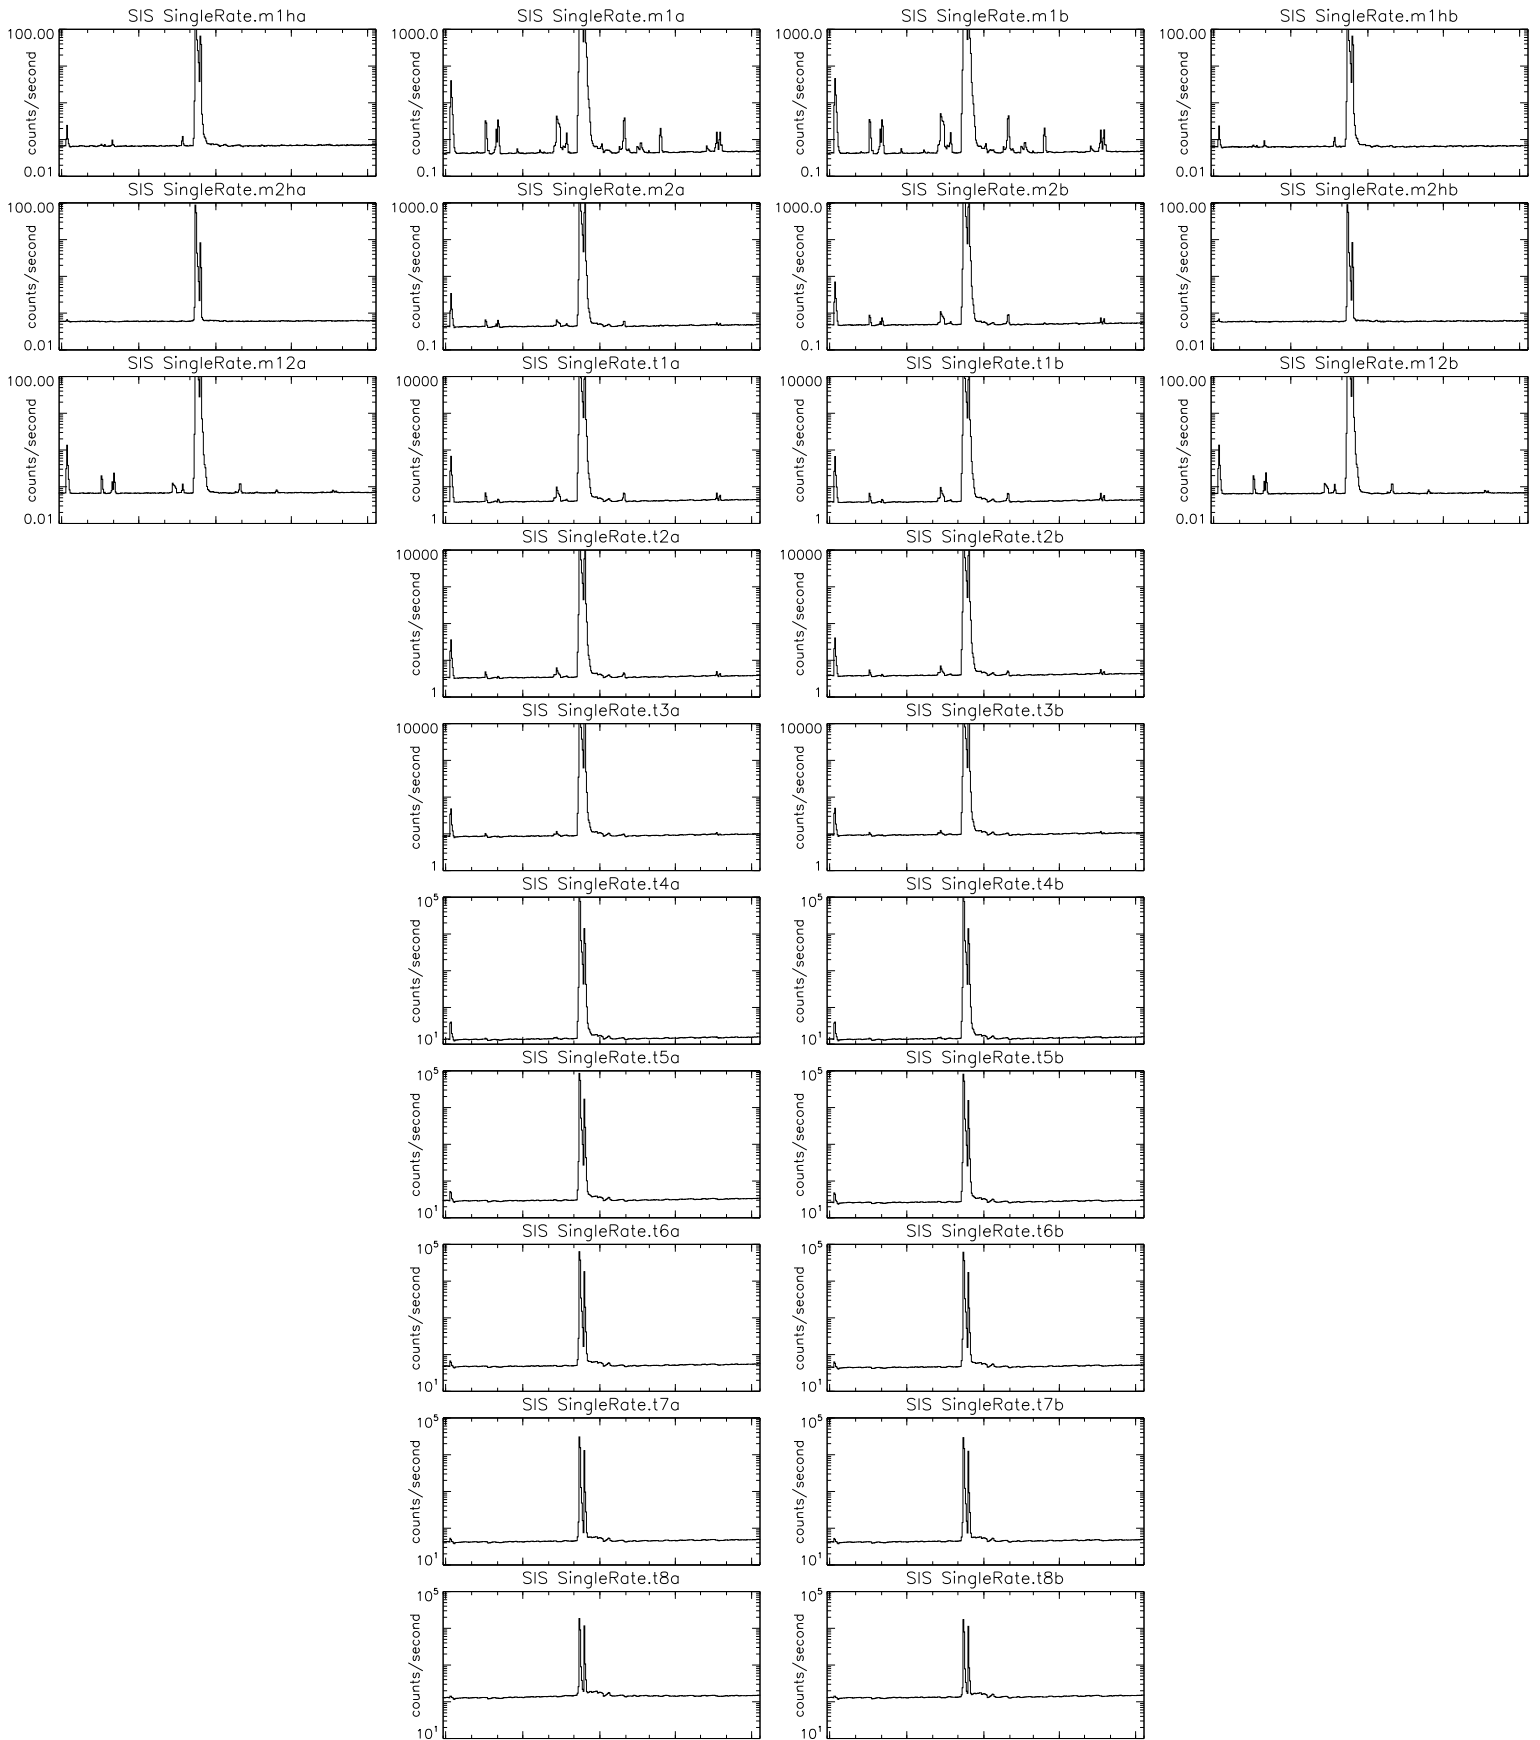 SIS SingleRate.m1ha
SIS SingleRate.m1a
SIS SingleRate.m1b
SIS SingleRate.m1hb
100.00
counts/second
0.01
1000.0
counts/second
0.1
1000.0
counts/second
0.1
100.00
counts/second
0.01
SIS SingleRate.m2ha
SIS SingleRate.m2a
SIS SingleRate.m2b
SIS SingleRate.m2hb
100.00
counts/second
0.01
1000.0
counts/second
0.1
1000.0
counts/second
0.1
100.00
counts/second
0.01
SIS SingleRate.m12a
SIS SingleRate.t1a
SIS SingleRate.t1b
SIS SingleRate.m12b
100.00
counts/second
0.01
10000
counts/second
1
10000
counts/second
1
100.00
counts/second
0.01
SIS SingleRate.t2a
SIS SingleRate.t2b
10000
counts/second
1
10000
counts/second
1
SIS SingleRate.t3a
SIS SingleRate.t3b
10000
counts/second
1
10000
counts/second
1
SIS SingleRate.t4a
SIS SingleRate.t4b
10⁵
counts/second
10¹
10⁵
counts/second
10¹
SIS SingleRate.t5a
SIS SingleRate.t5b
10⁵
counts/second
10¹
10⁵
counts/second
10¹
SIS SingleRate.t6a
SIS SingleRate.t6b
10⁵
counts/second
10¹
10⁵
counts/second
10¹
SIS SingleRate.t7a
SIS SingleRate.t7b
10⁵
counts/second
10¹
10⁵
counts/second
10¹
SIS SingleRate.t8a
SIS SingleRate.t8b
10⁵
counts/second
10¹
10⁵
counts/second
10¹